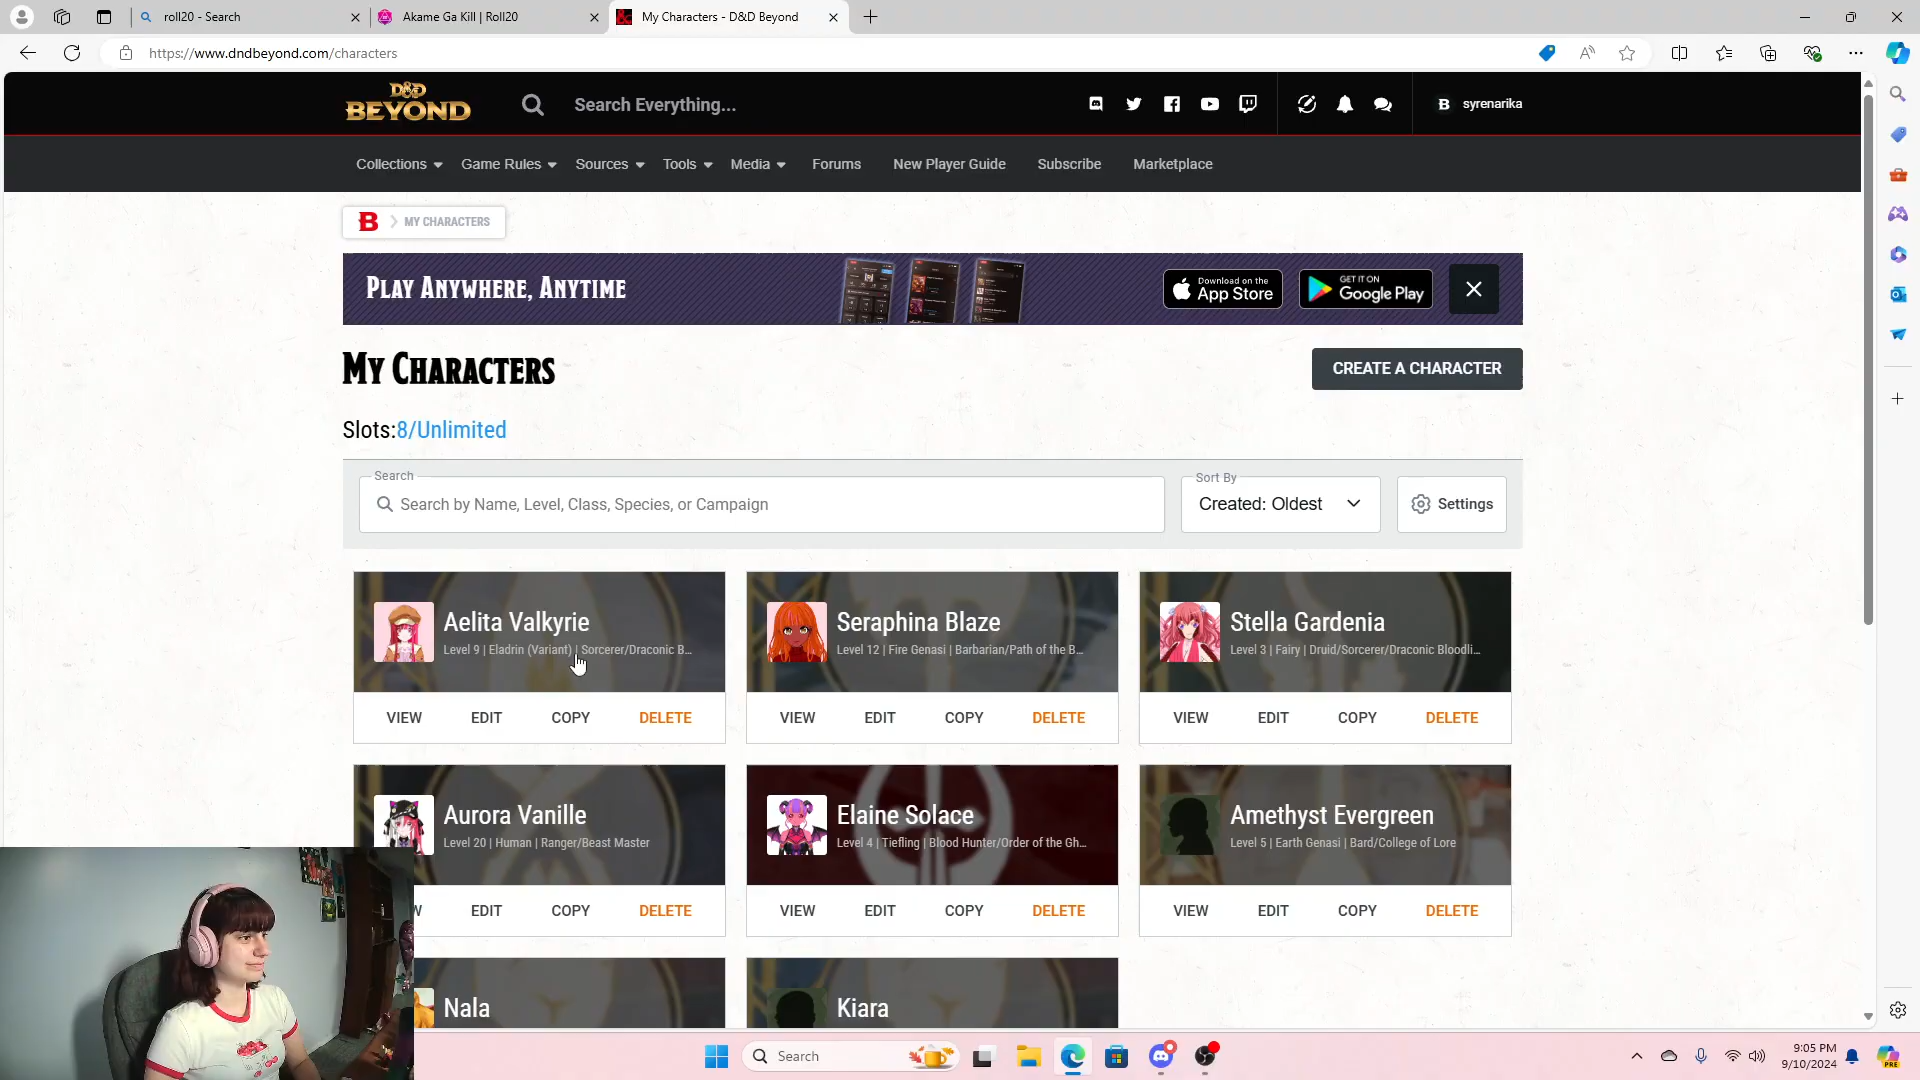 roll20 - Search
Akame Ga Kill | Roll20
My Characters - D&D Beyond
https://www.dndbeyond.com/characters
D&D BEYOND
Search Everything...
syrenarika
Collections
Game Rules
Sources
Tools
Media
Forums
New Player Guide
Subscribe
Marketplace
MY CHARACTERS
PLAY ANYWHERE, ANYTIME
Download on the App Store
GET IT ON Google Play
MY CHARACTERS
CREATE A CHARACTER
Slots:8/Unlimited
Search
Search by Name, Level, Class, Species, or Campaign
Sort By
Created: Oldest
Settings
Aelita Valkyrie
Level 9 | Eladrin (Variant) | Sorcerer/Draconic B...
VIEW EDIT COPY DELETE
Seraphina Blaze
Level 12 | Fire Genasi | Barbarian/Path of the B...
VIEW EDIT COPY DELETE
Stella Gardenia
Level 3 | Fairy | Druid/Sorcerer/Draconic Bloodli...
VIEW EDIT COPY DELETE
Aurora Vanille
Level 20 | Human | Ranger/Beast Master
W EDIT COPY DELETE
Elaine Solace
Level 4 | Tiefling | Blood Hunter/Order of the Gh...
VIEW EDIT COPY DELETE
Amethyst Evergreen
Level 5 | Earth Genasi | Bard/College of Lore
VIEW EDIT COPY DELETE
Nala
Kiara
Search
9:05 PM
9/10/2024
PRE